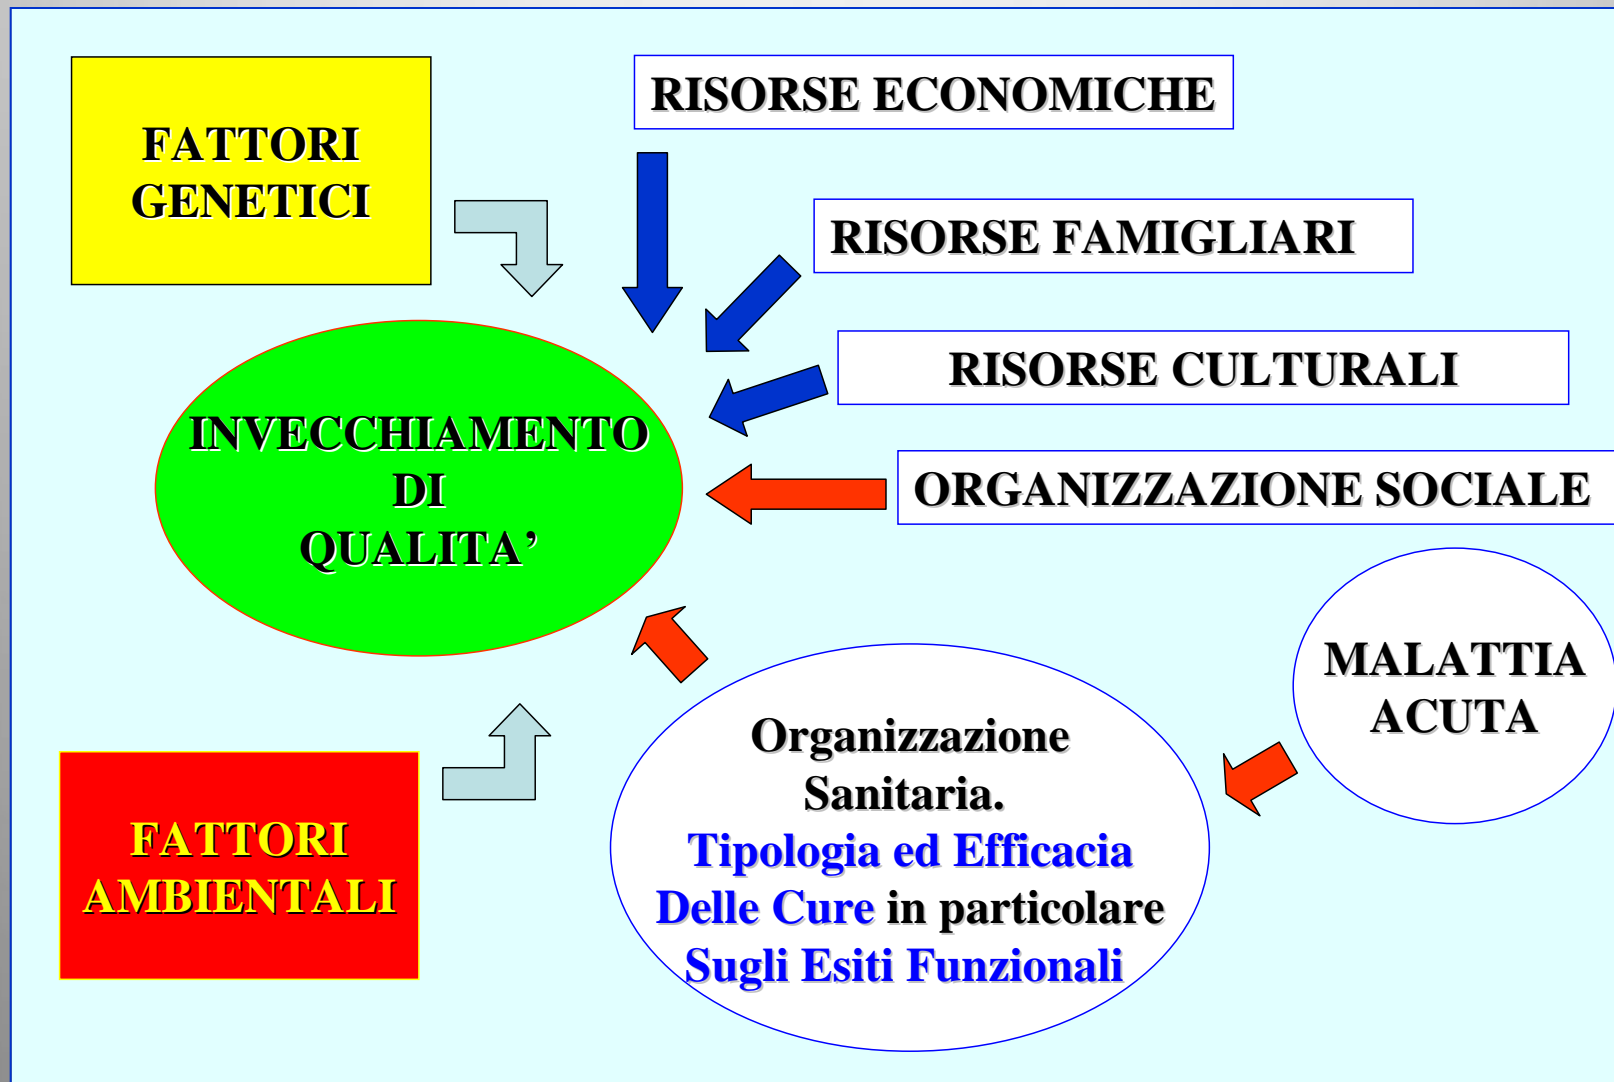 FATTORI
GENETICI
RISORSE ECONOMICHE
RISORSE FAMIGLIARI
RISORSE CULTURALI
INVECCHIAMENTO
DI
QUALITA’
ORGANIZZAZIONE SOCIALE
MALATTIA
ACUTA
Organizzazione
Sanitaria.
Tipologia ed Efficacia
Delle Cure in particolare
Sugli Esiti Funzionali
FATTORI
AMBIENTALI